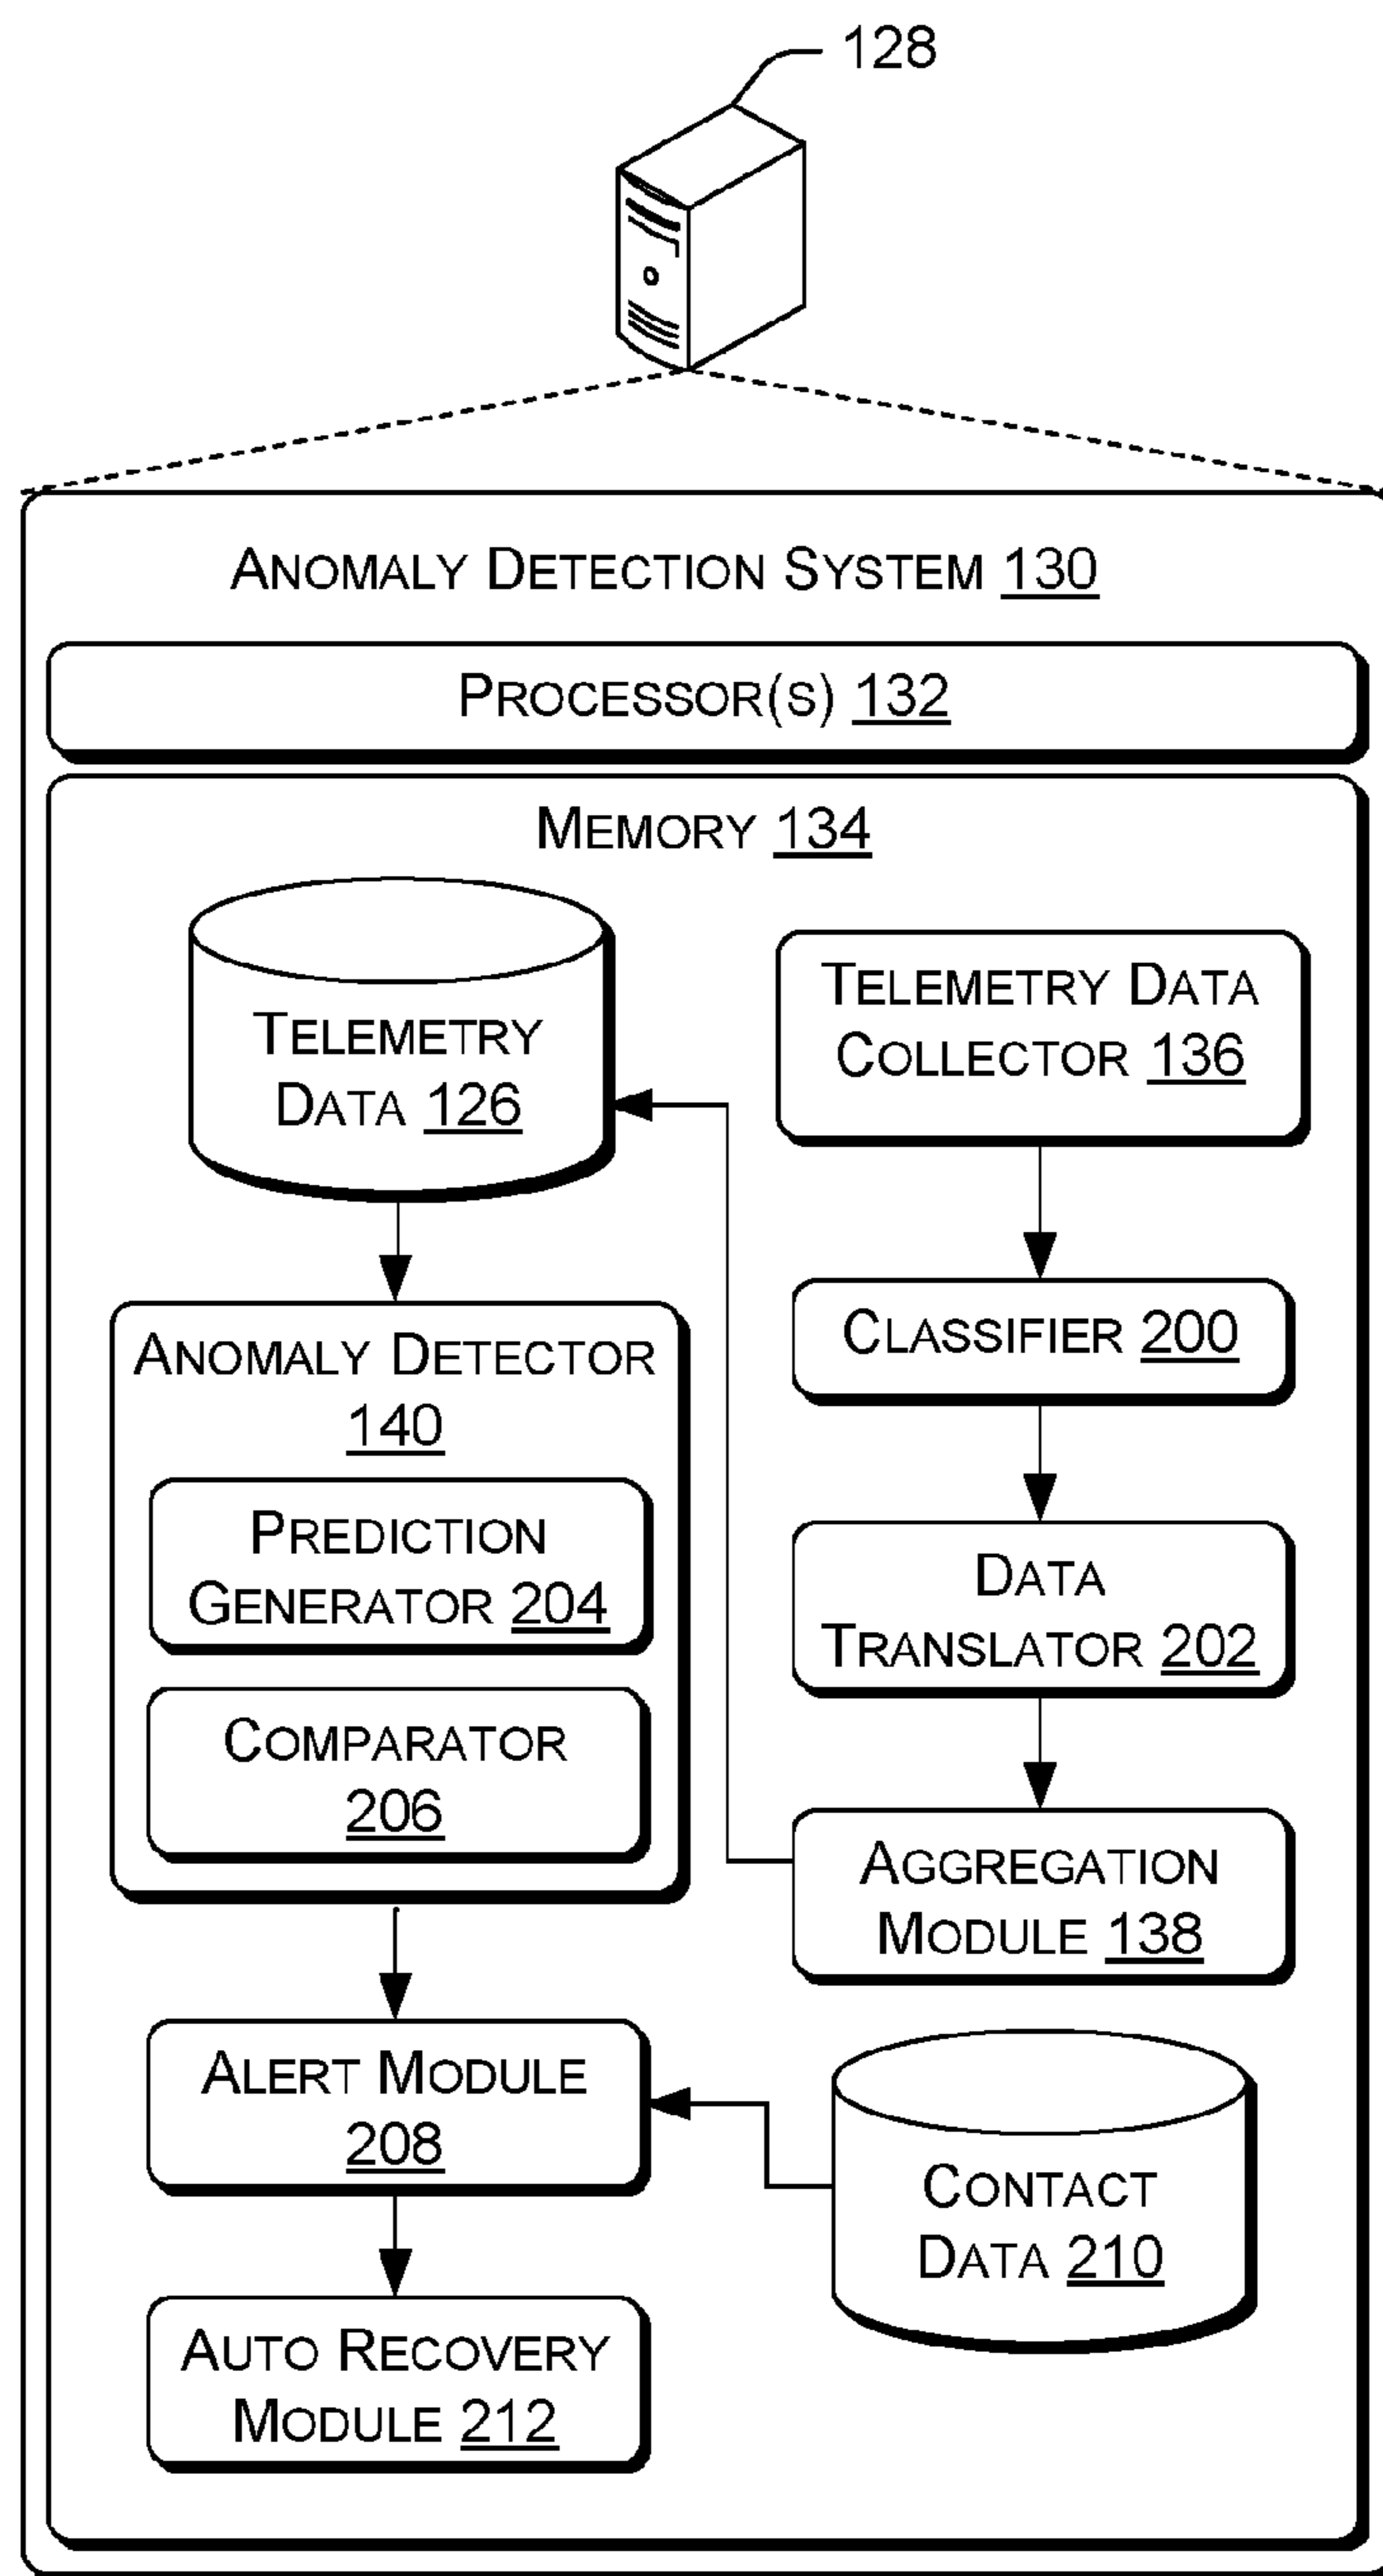 128
ANOMALY DETECTION SYSTEM 130
PROCESSOR(S) 132
MEMORY 134
TELEMETRY
DATA 126
TELEMETRY DATA
COLLECTOR 136
CLASSIFIER 200
ANOMALY DETECTOR
140
PREDICTION
GENERATOR 204
COMPARATOR
206
DATA
TRANSLATOR 202
AGGREGATION
MODULE 138
ALERT MODULE
208
CONTACT
DATA 210
AUTO RECOVERY
MODULE 212